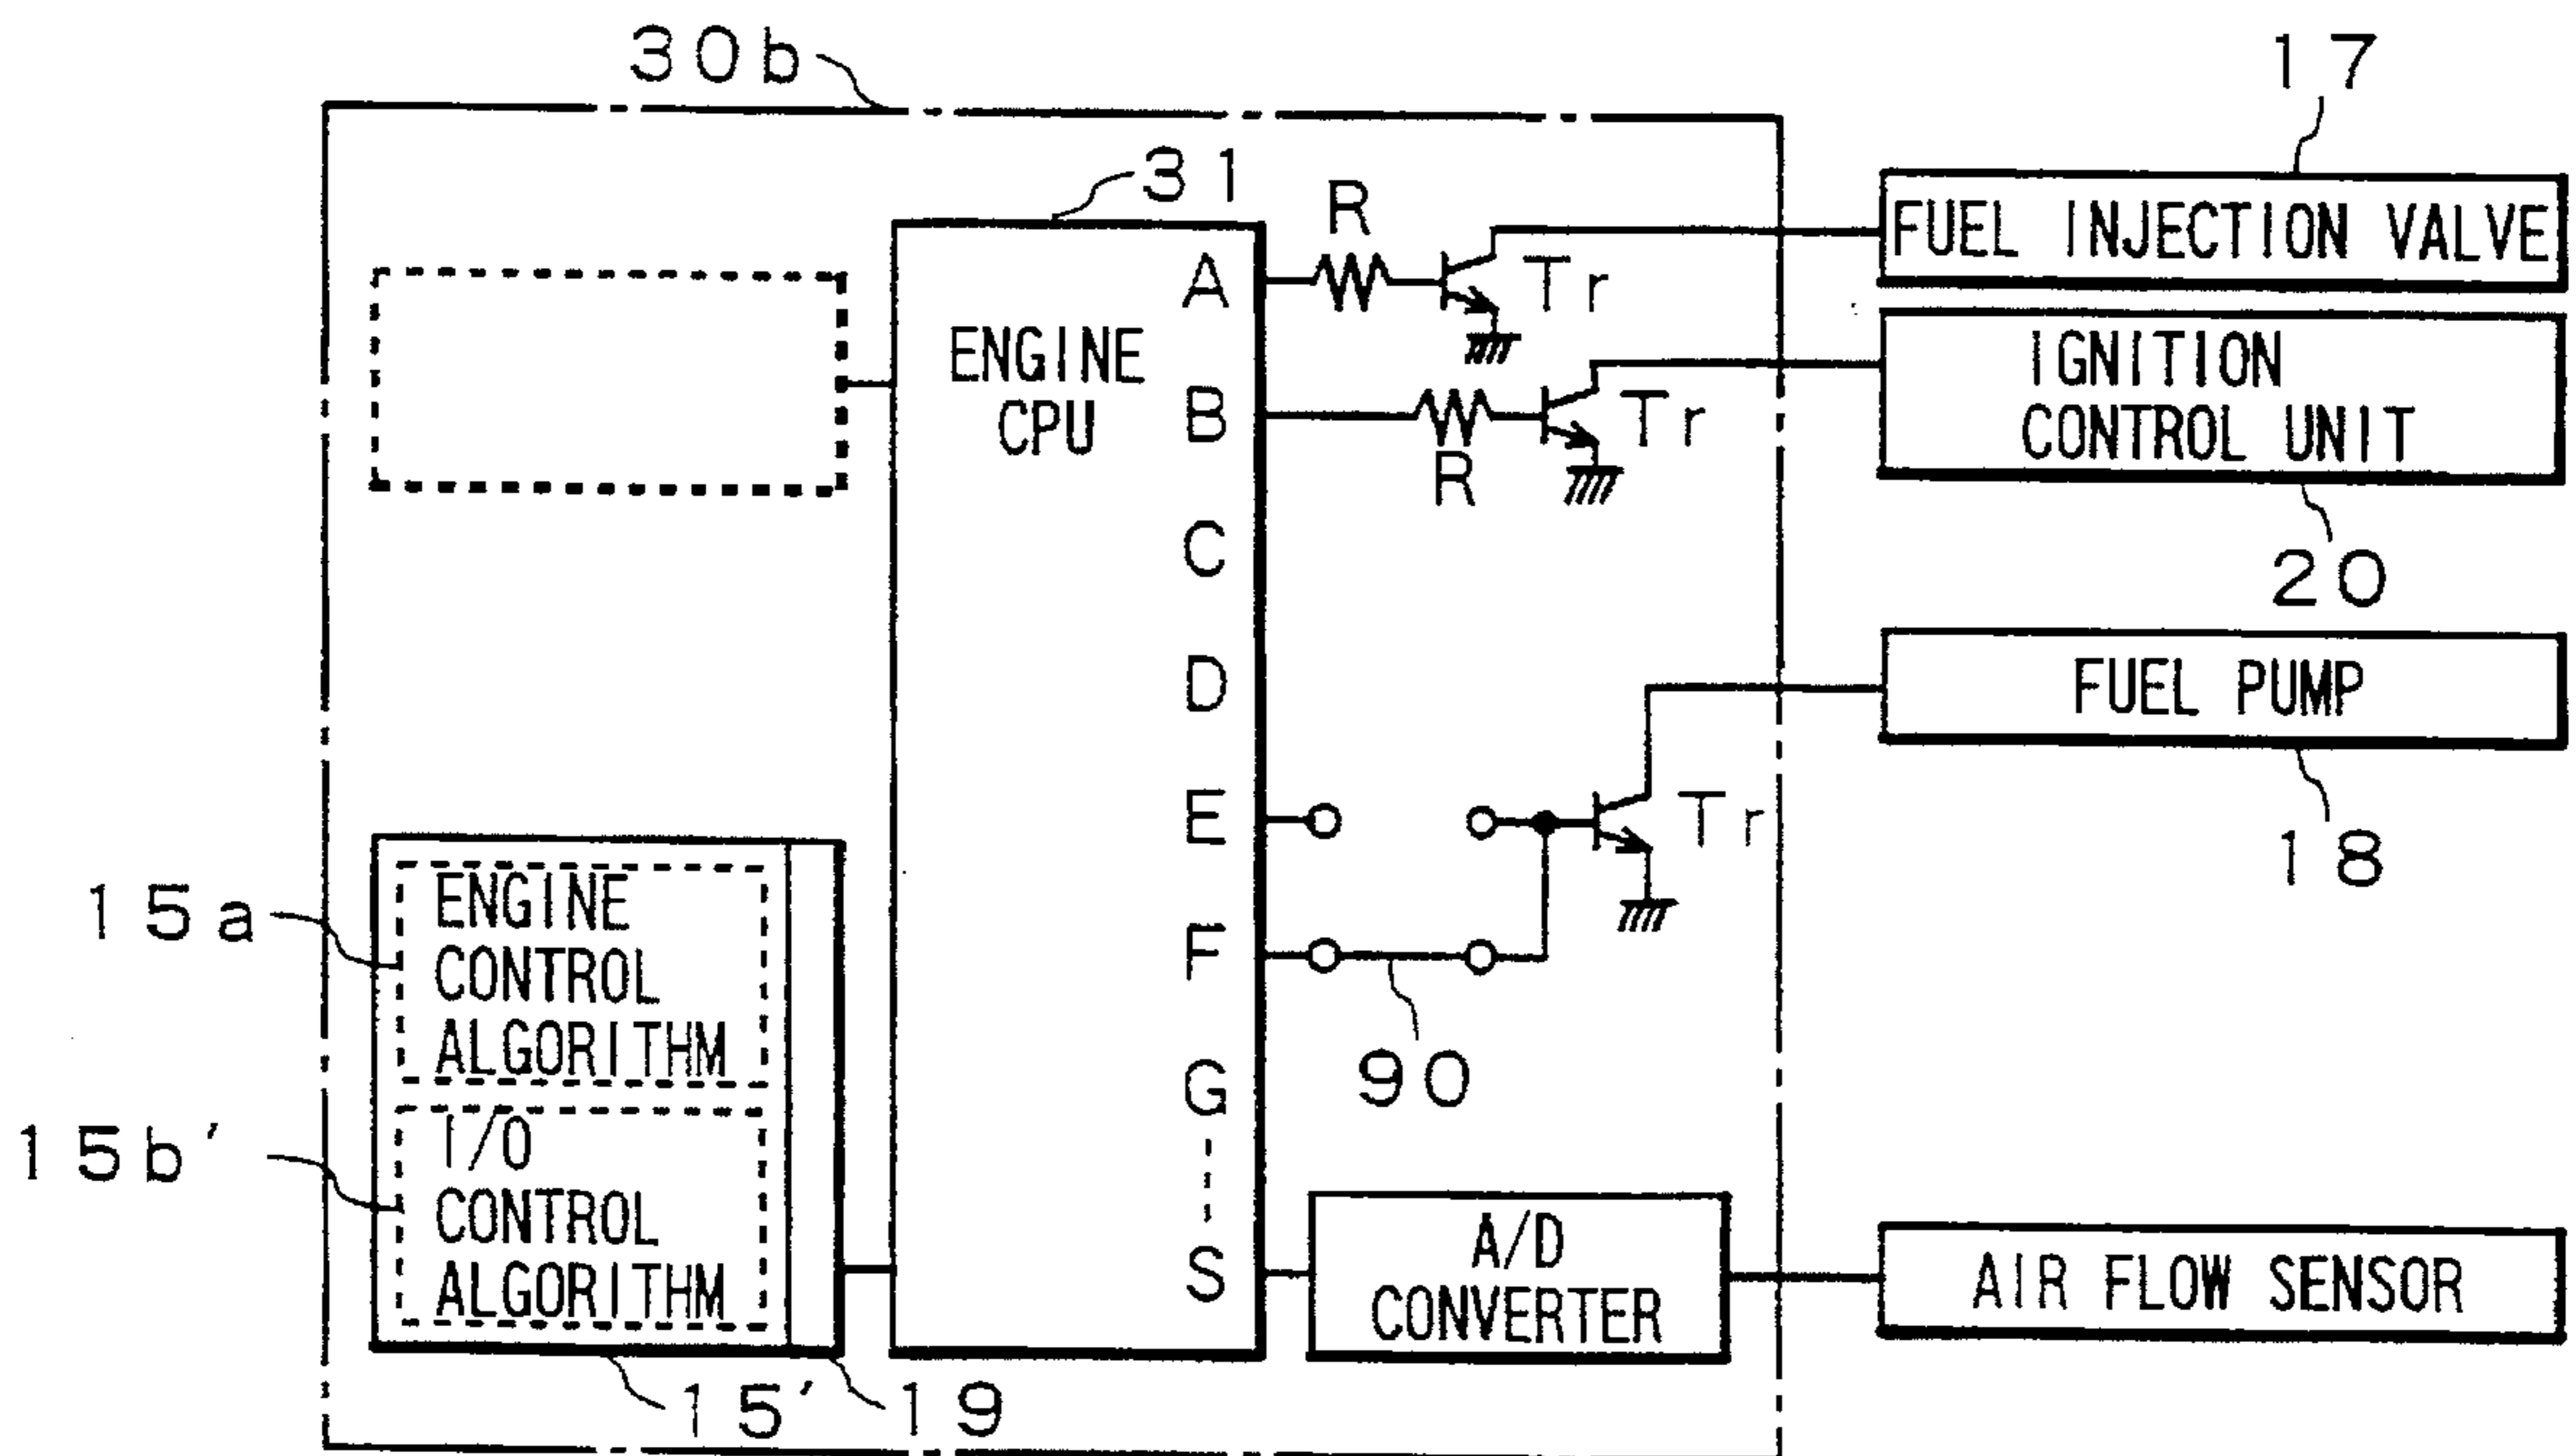 30b
17
31
R
FUEL INJECTION VALVE
A
Tr
ENGINE
CPU
IGNITION
CONTROL UNIT
B
Tr
R
C
20
D
FUEL PUMP
E
Tr
18
15a
ENGINE
CONTROL
ALGORITHM
F
90
G
15b′
I/O
CONTROL
ALGORITHM
S
A/D
CONVERTER
AIR FLOW SENSOR
15′
19